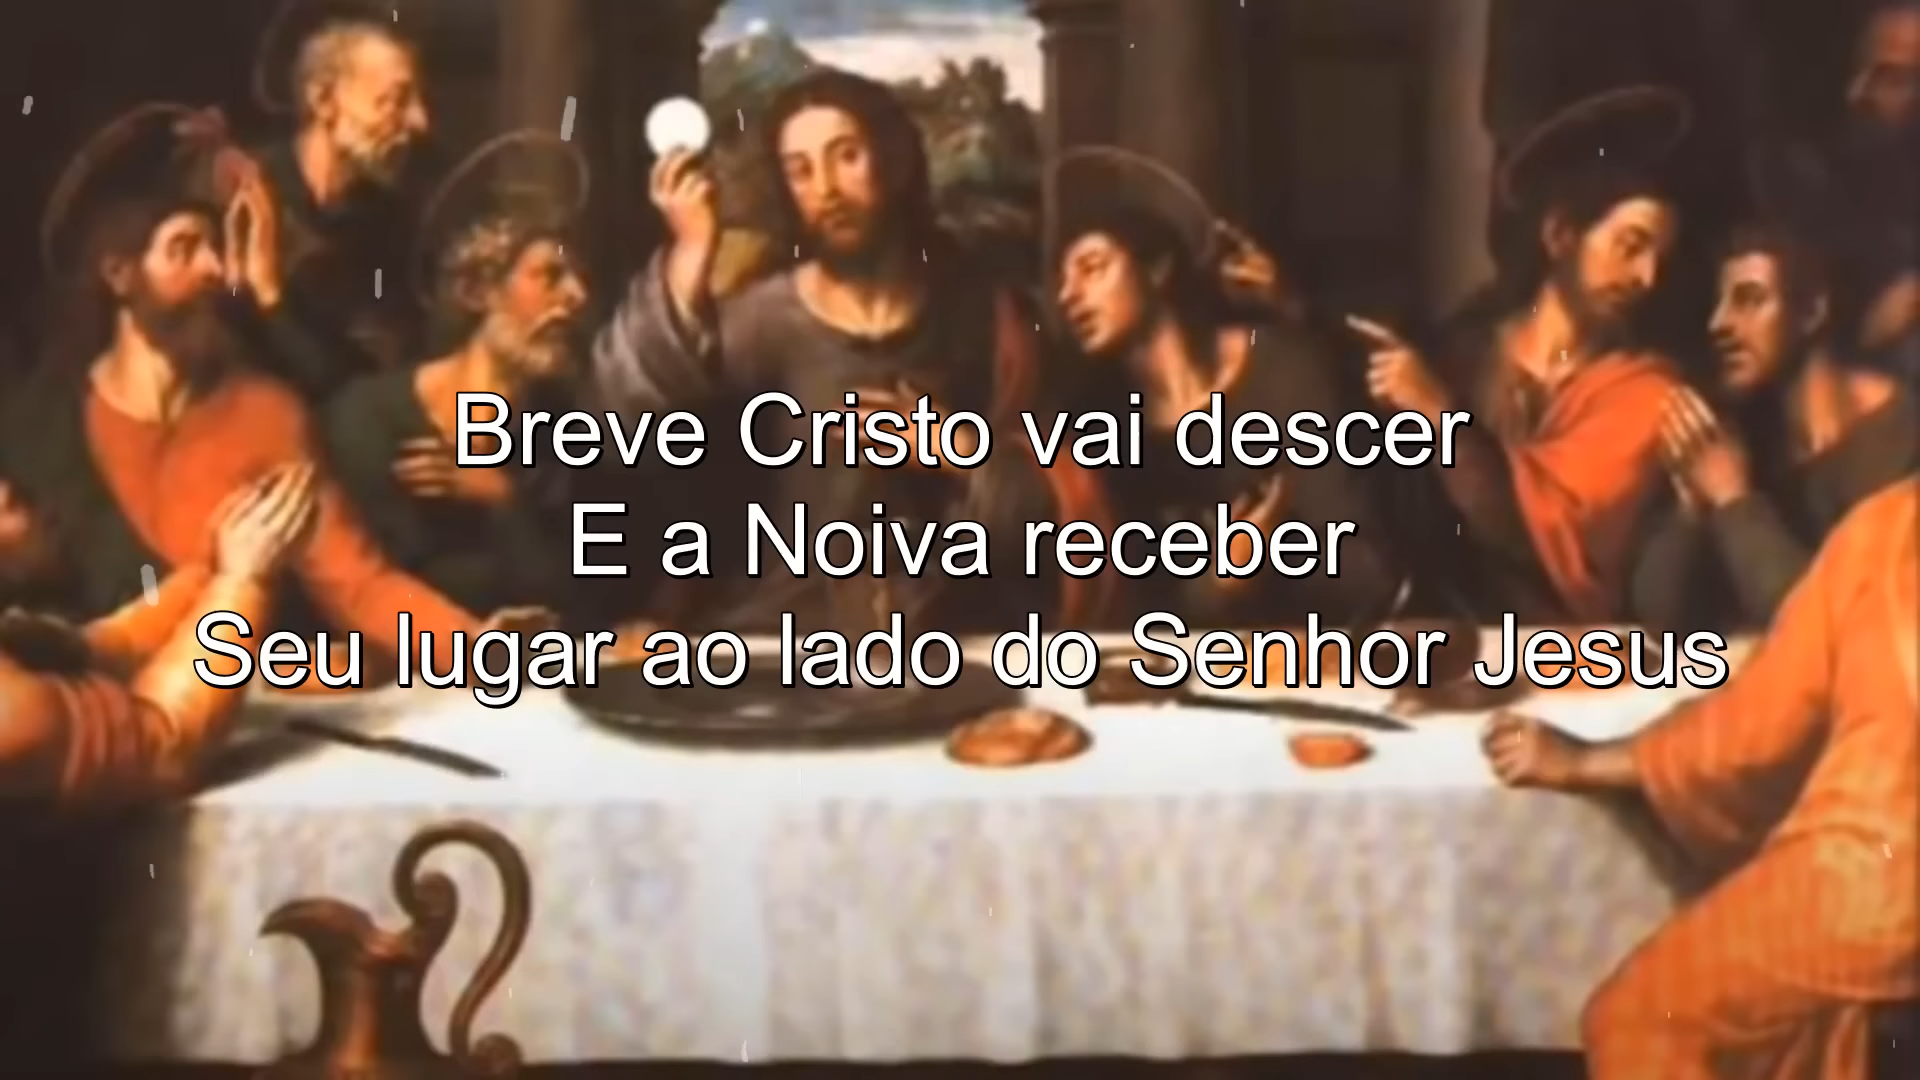 Breve Cristo vai descer
E a Noiva receber
Seu lugar ao lado do Senhor Jesus